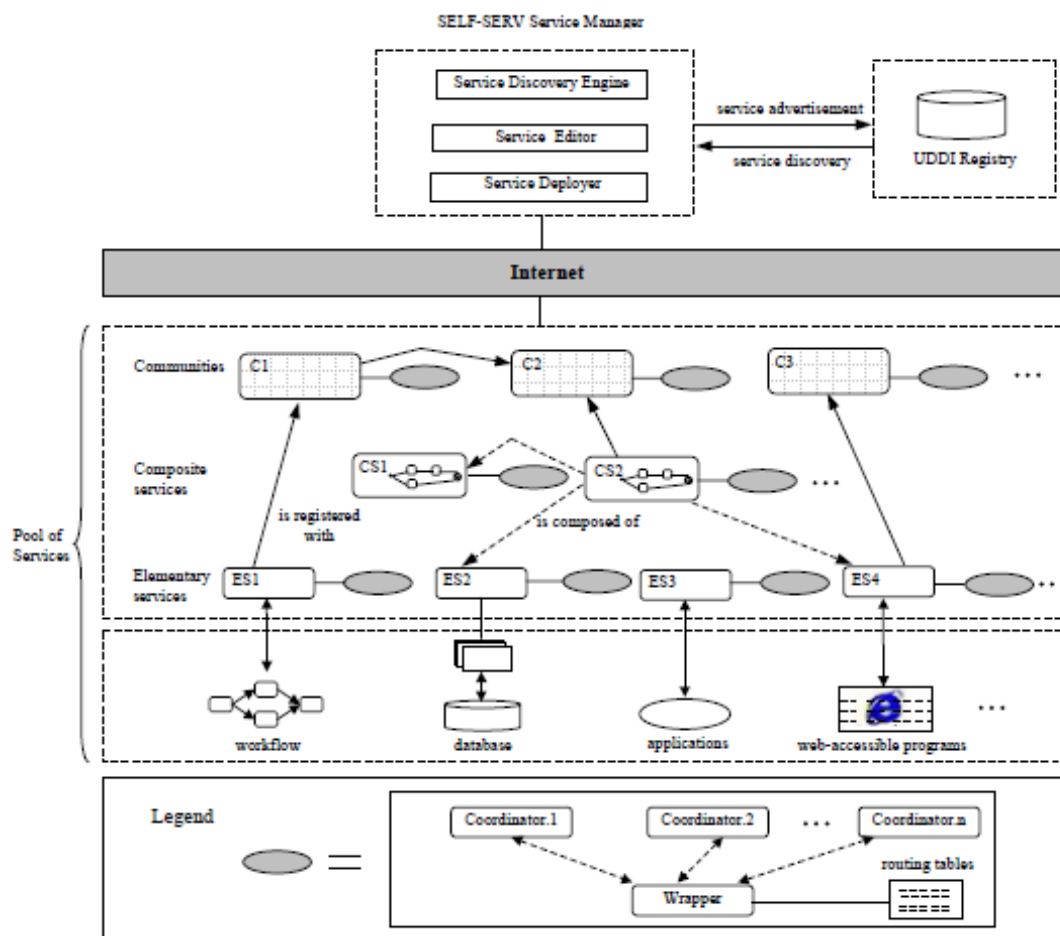 SELF-SERV Service Manager
Service Discovery Engine
Service Editor
Service Deployer
service advertisement
service discovery
UDDI Registry
Internet
Pool of
Services
Communities
C1
C2
C3
...
Composite
services
CS1
CS2
...
is registered
with
is composed of
Elementary
services
ES1
ES2
ES3
ES4
...
workflow
database
applications
web-accessible programs
...
Legend
Coordinator.1
Coordinator.2
...
Coordinator.n
routing tables
Wrapper